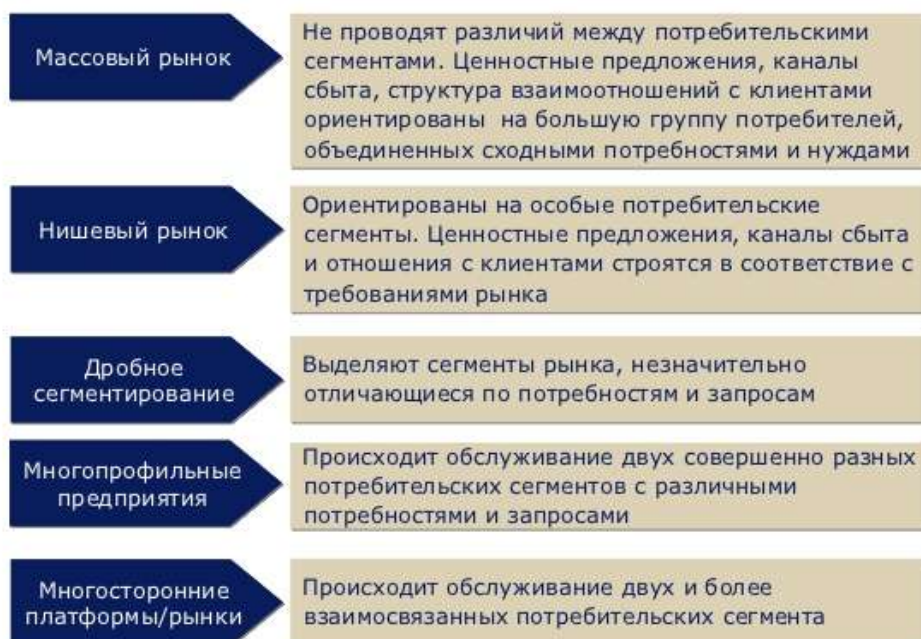 Массовый рынок
Не проводят различий между потребительскими
сегментами. Ценностные предложения, каналы
сбыта, структура взаимоотношений с клиентами
ориентированы на большую группу потребителей,
объединенных сходными потребностями и нуждами
Нишевый рынок
Ориентированы на особые потребительские
сегменты. Ценностные предложения, каналы сбыта
и отношения с клиентами строятся в соответствие с
требованиями рынка
Дробное
сегментирование
Выделяют сегменты рынка, незначительно
отличающиеся по потребностям и запросам
Многопрофильные
предприятия
Происходит обслуживание двух совершенно разных
потребительских сегментов с различными
потребностями и запросами
Многосторонние
платформы/рынки
Происходит обслуживание двух и более
взаимосвязанных потребительских сегмента